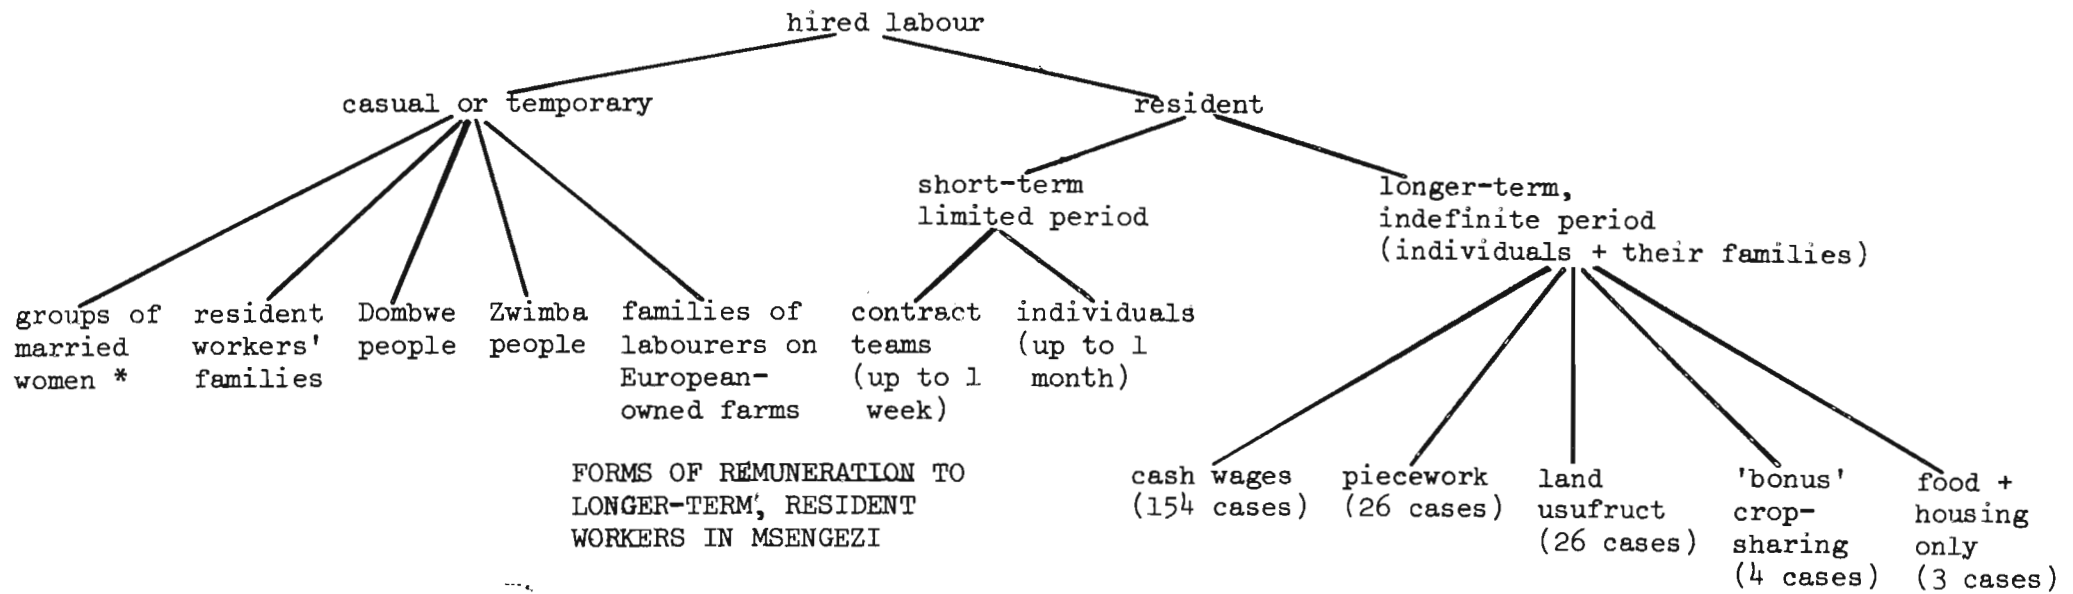 hired labour
casual or temporary
resident
short-term
limited period
longer-term,
indefinite period
(individuals + their families)
groups of
married
women *
resident
workers'
families
Dombwe
people
Zwimba
people
families of
labourers on
European-
owned farms
contract
teams
(up to 1
week)
individuals
(up to 1
month)
cash wages
(154 cases)
piecework
(26 cases)
land
usufruct
(26 cases)
'bonus'
crop-
sharing
(4 cases)
food +
housing
only
(3 cases)
FORMS OF REMUNERATION TO
LONGER-TERM, RESIDENT
WORKERS IN MSENGEZI